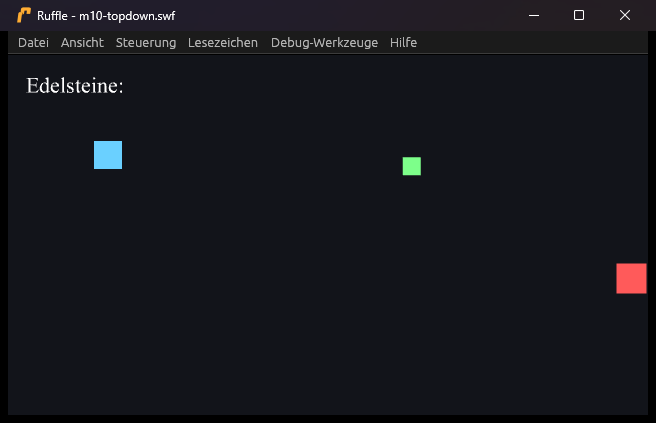 Ruffle - m10-topdown.swf
Datei Ansicht Steuerung Lesezeichen Debug-Werkzeuge Hilfe
Edelsteine: